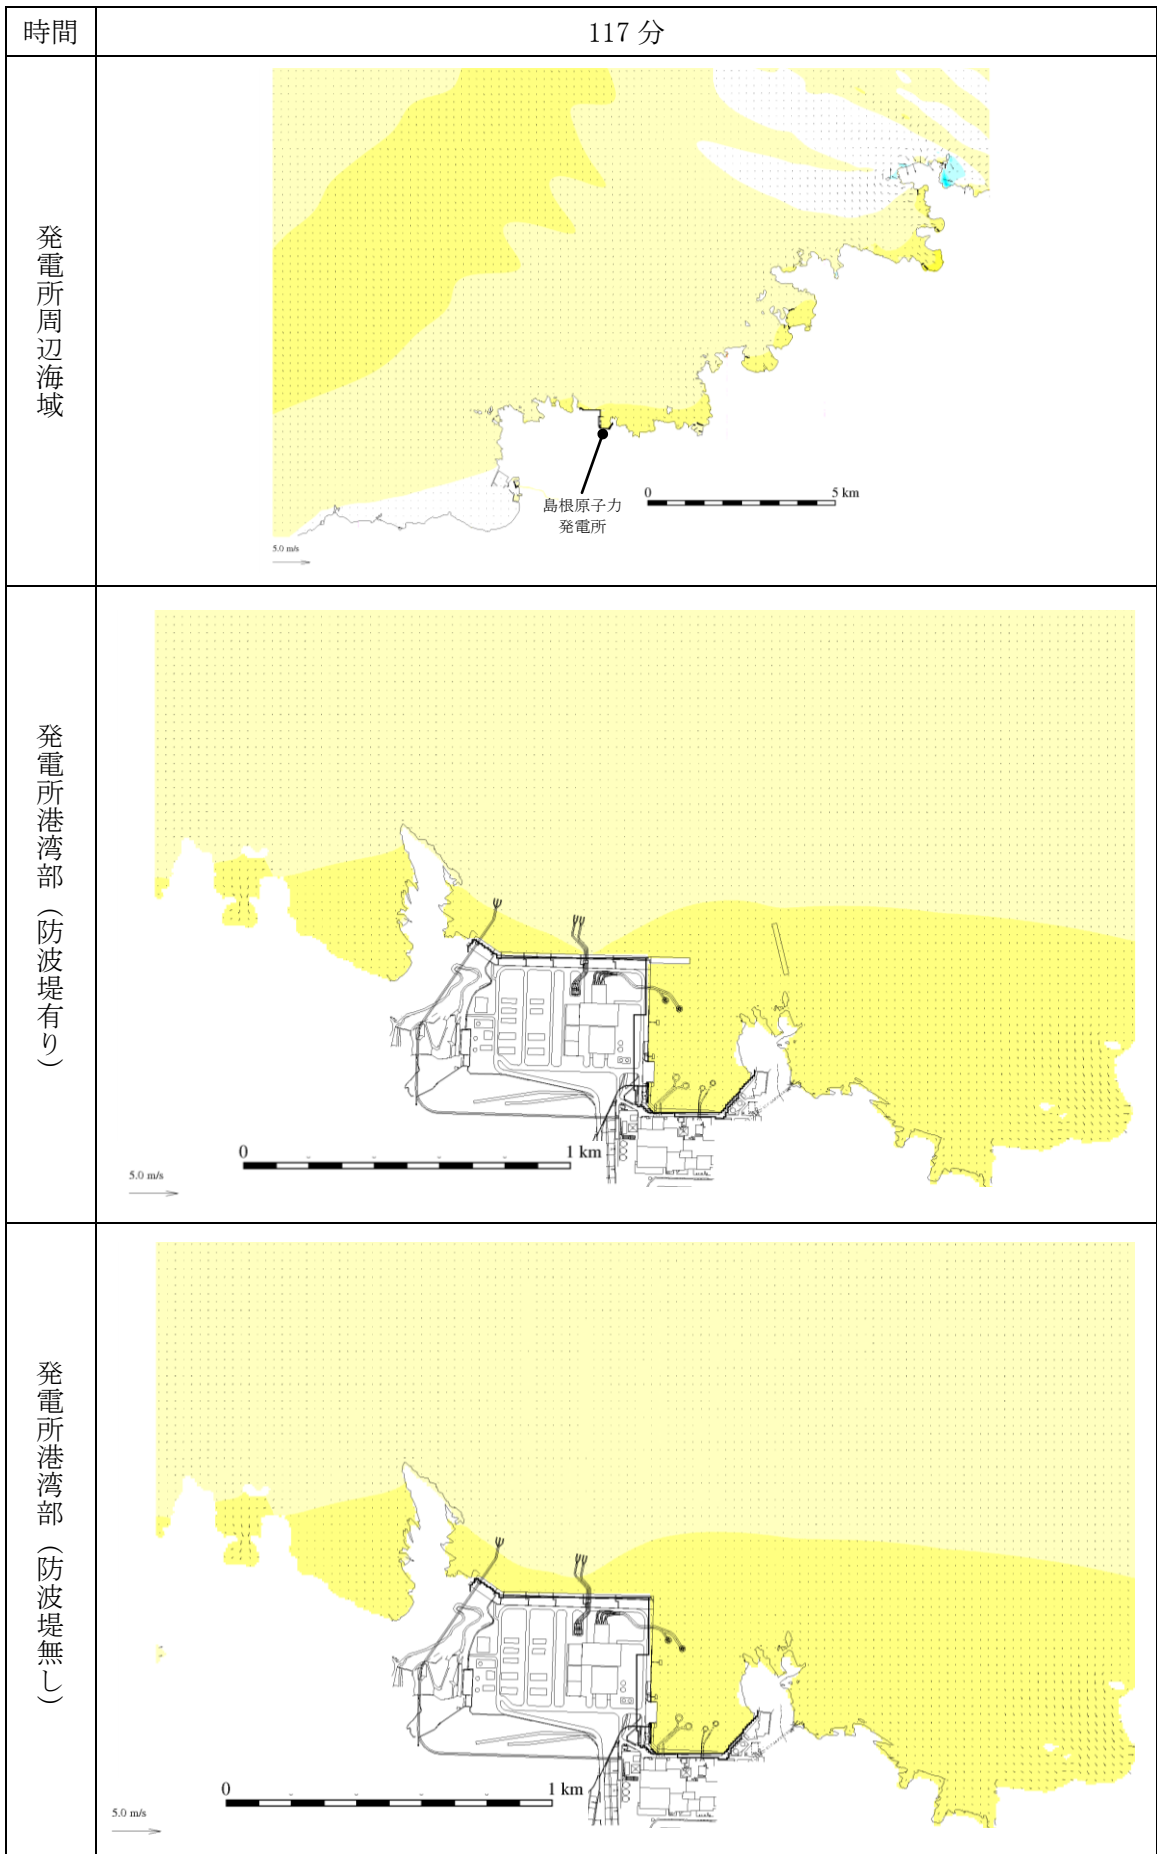 時間
117 分
発電所周辺海域
島根原子力
発電所
0
5 km
5.0 m/s
発電所港湾部（防波堤有り）
0
1 km
5.0 m/s
発電所港湾部（防波堤無し）
0
1 km
5.0 m/s